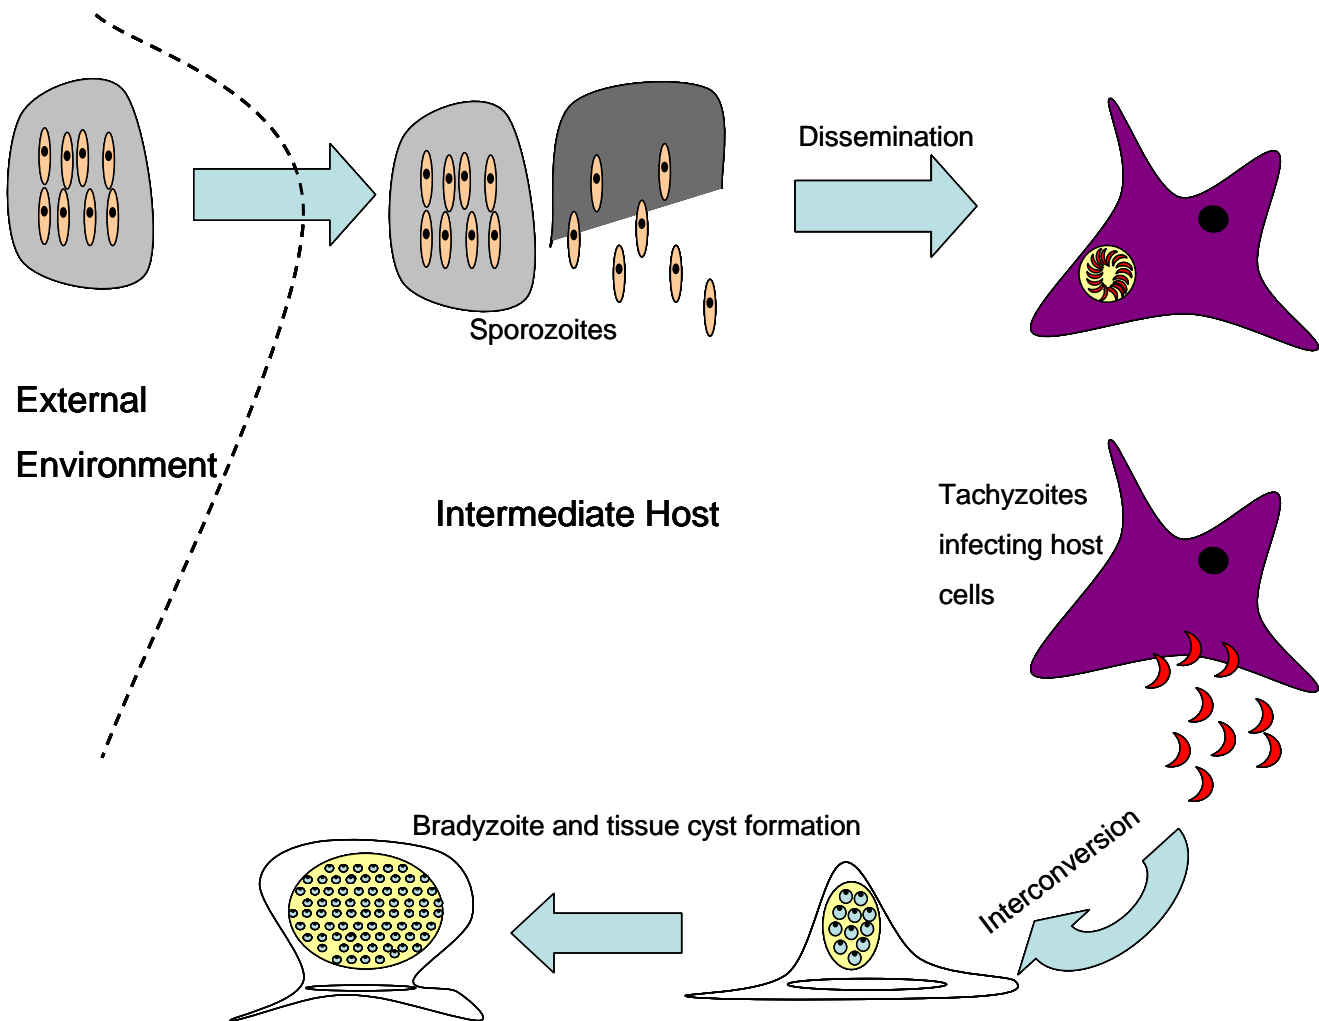 Dissemination
Sporozoites
External
Environment
Intermediate Host
Tachyzoites
infecting host
cells
Interconversion
Bradyzoite and tissue cyst formation